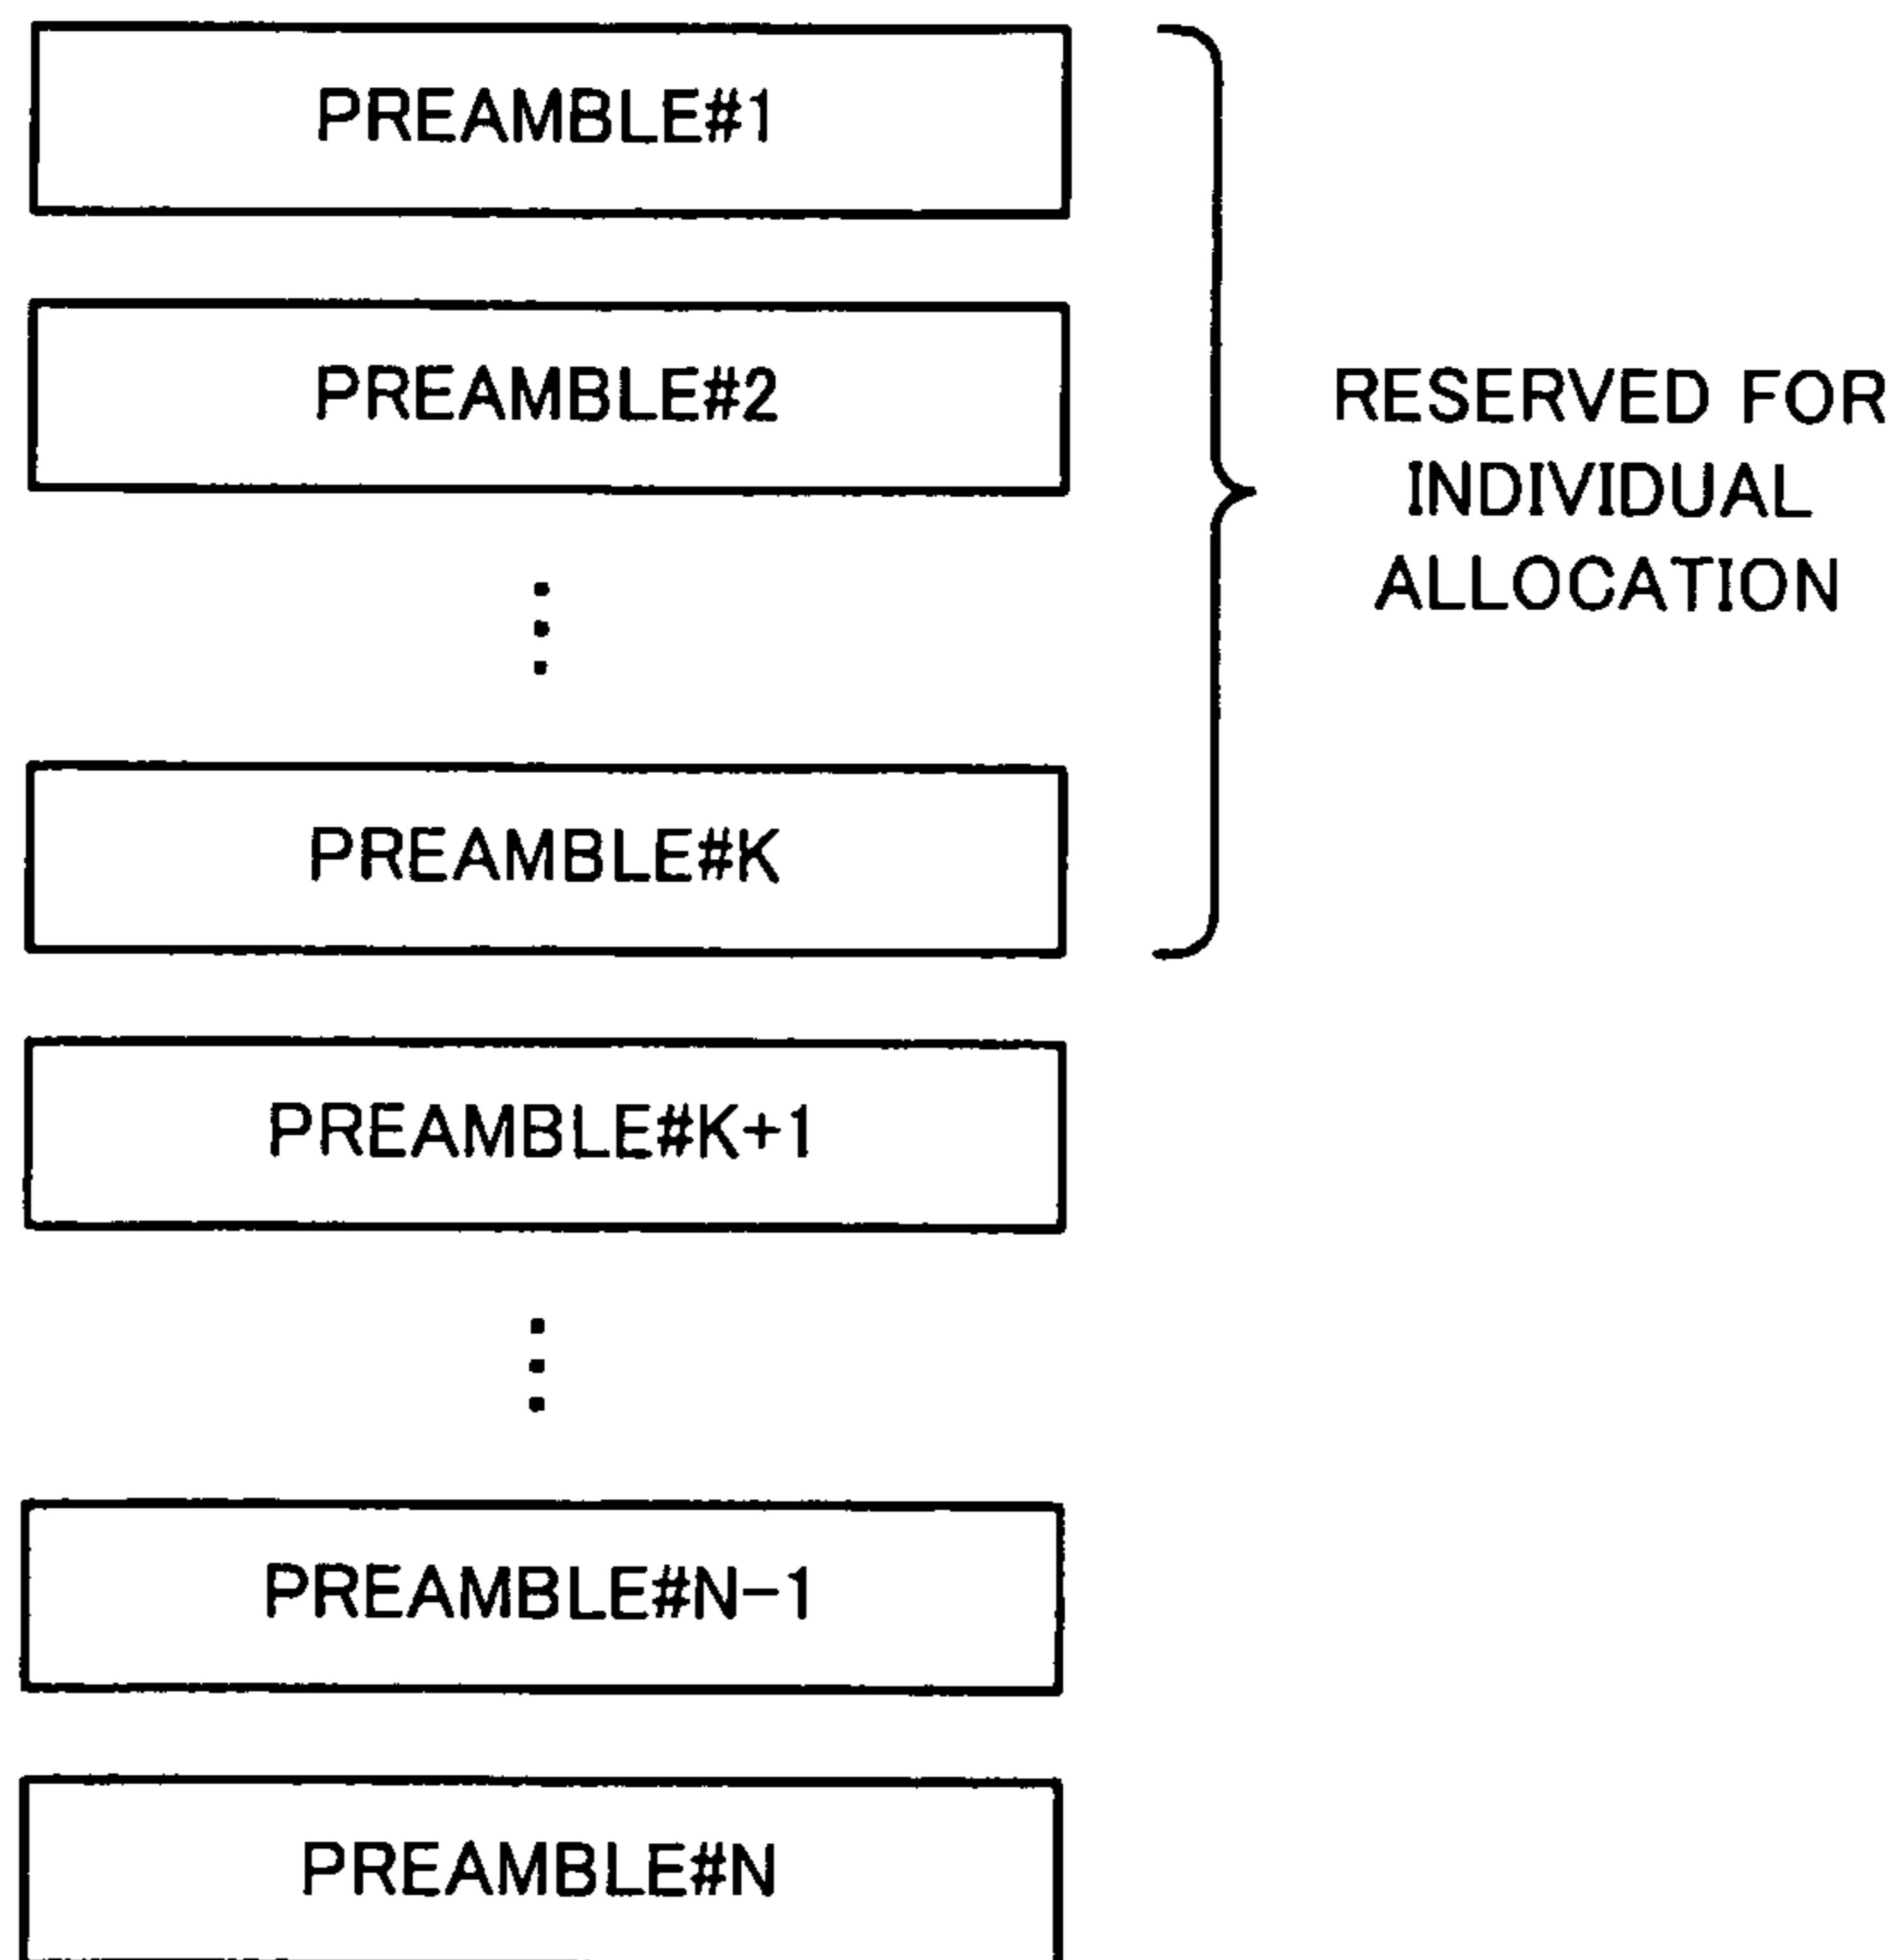 PREAMBLE#1
PREAMBLE#2
RESERVED FOR
INDIVIDUAL
ALLOCATION
PREAMBLE#K
PREAMBLE#K+1
PREAMBLE#N-1
PREAMBLE#N